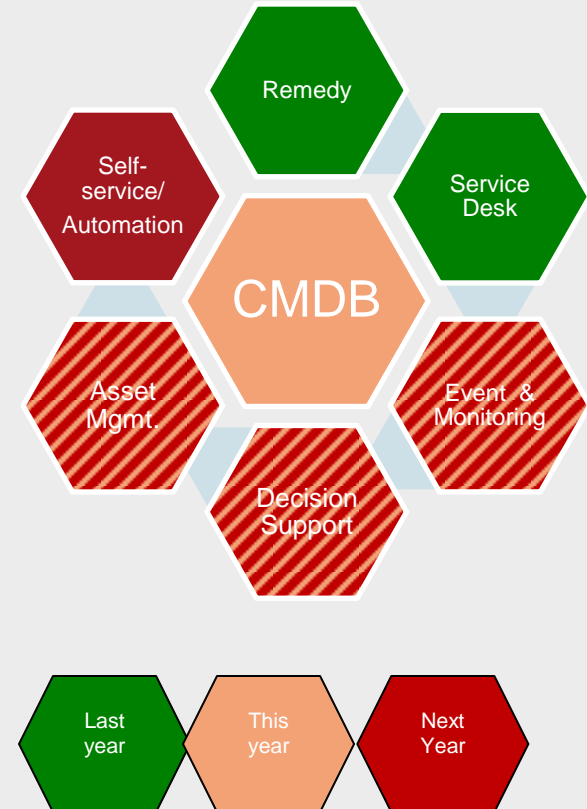 Remedy
Self-
service/
Automation
Service
Desk
CMDB
Asset
Mgmt.
Event &
Monitoring
Decision
Support
Last
year
This
year
Next
Year